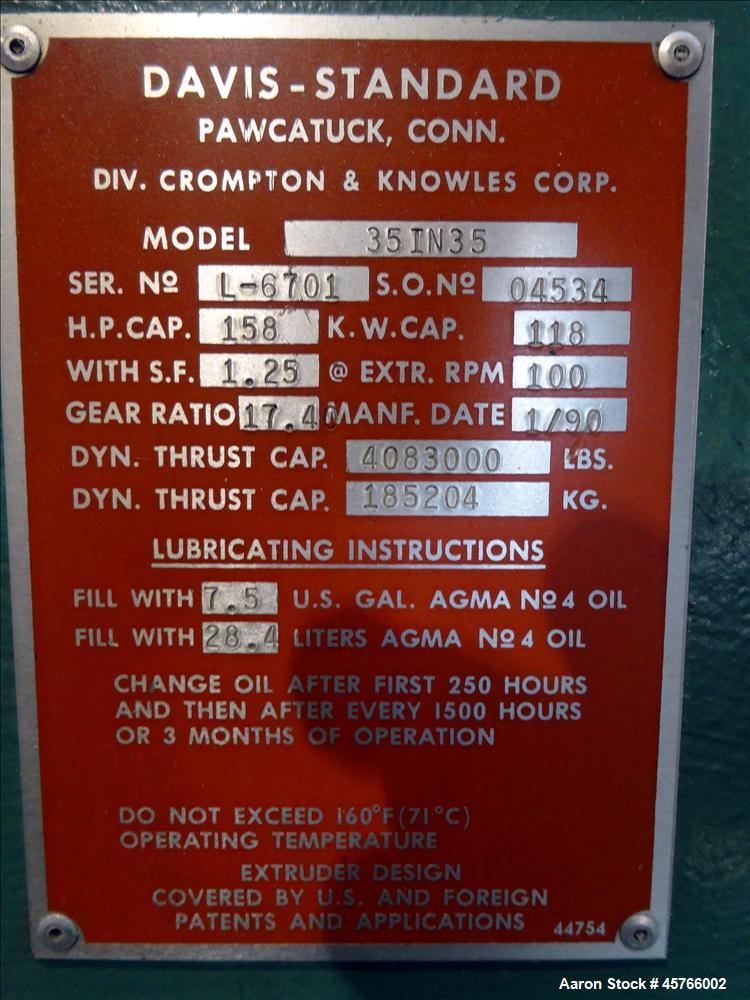 DAVIS-STANDARD
PAWCATUCK, CONN.
DIV. CROMPTON & KNOWLES CORP.
MODEL 35IN35
SER. Nº L-6701 S.O.Nº 04534
H.P.CAP. 158 K.W.CAP. 118
WITH S.F. 1.25 @ EXTR. RPM 100
GEAR RATIO 17.40 MANF. DATE 1/90
DYN. THRUST CAP. 4083000 LBS.
DYN. THRUST CAP. 185204 KG.
LUBRICATING INSTRUCTIONS
FILL WITH 7.5 U.S. GAL. AGMA Nº4 OIL
FILL WITH 28.4 LITERS AGMA Nº4 OIL
CHANGE OIL AFTER FIRST 250 HOURS
AND THEN AFTER EVERY 1500 HOURS
OR 3 MONTHS OF OPERATION
DO NOT EXCEED 160°F(71°C)
OPERATING TEMPERATURE
EXTRUDER DESIGN
COVERED BY U.S. AND FOREIGN
PATENTS AND APPLICATIONS 44754
Aaron Stock # 45766002